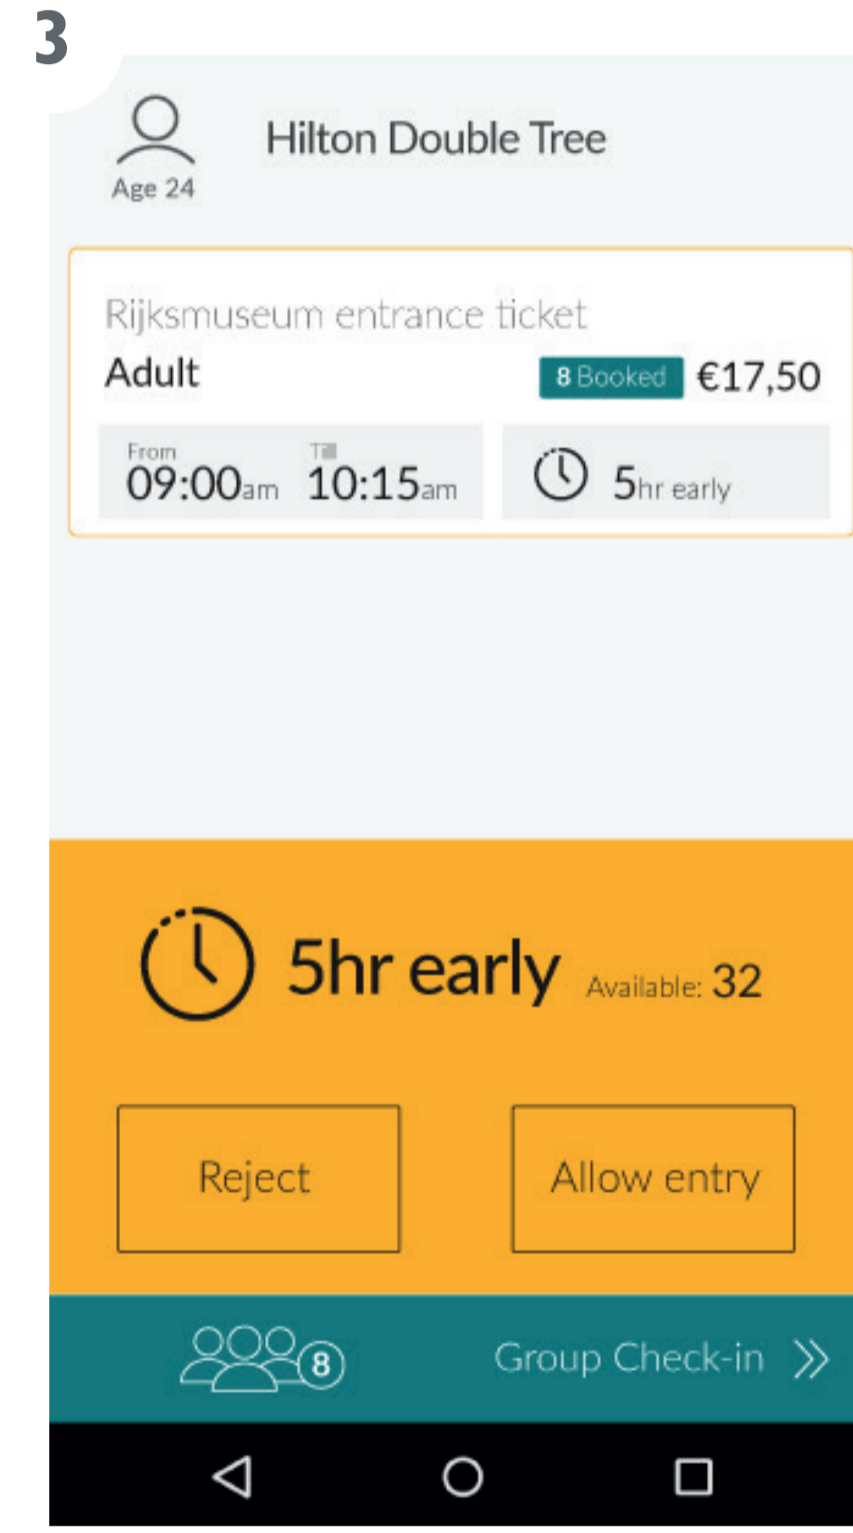 3
Hilton Double Tree
Age 24
Rijksmuseum entrance ticket
Adult 8 Booked €17,50
From Till
09:00am 10:15am 5hr early
5hr early Available: 32
Reject Allow entry
8 Group Check-in